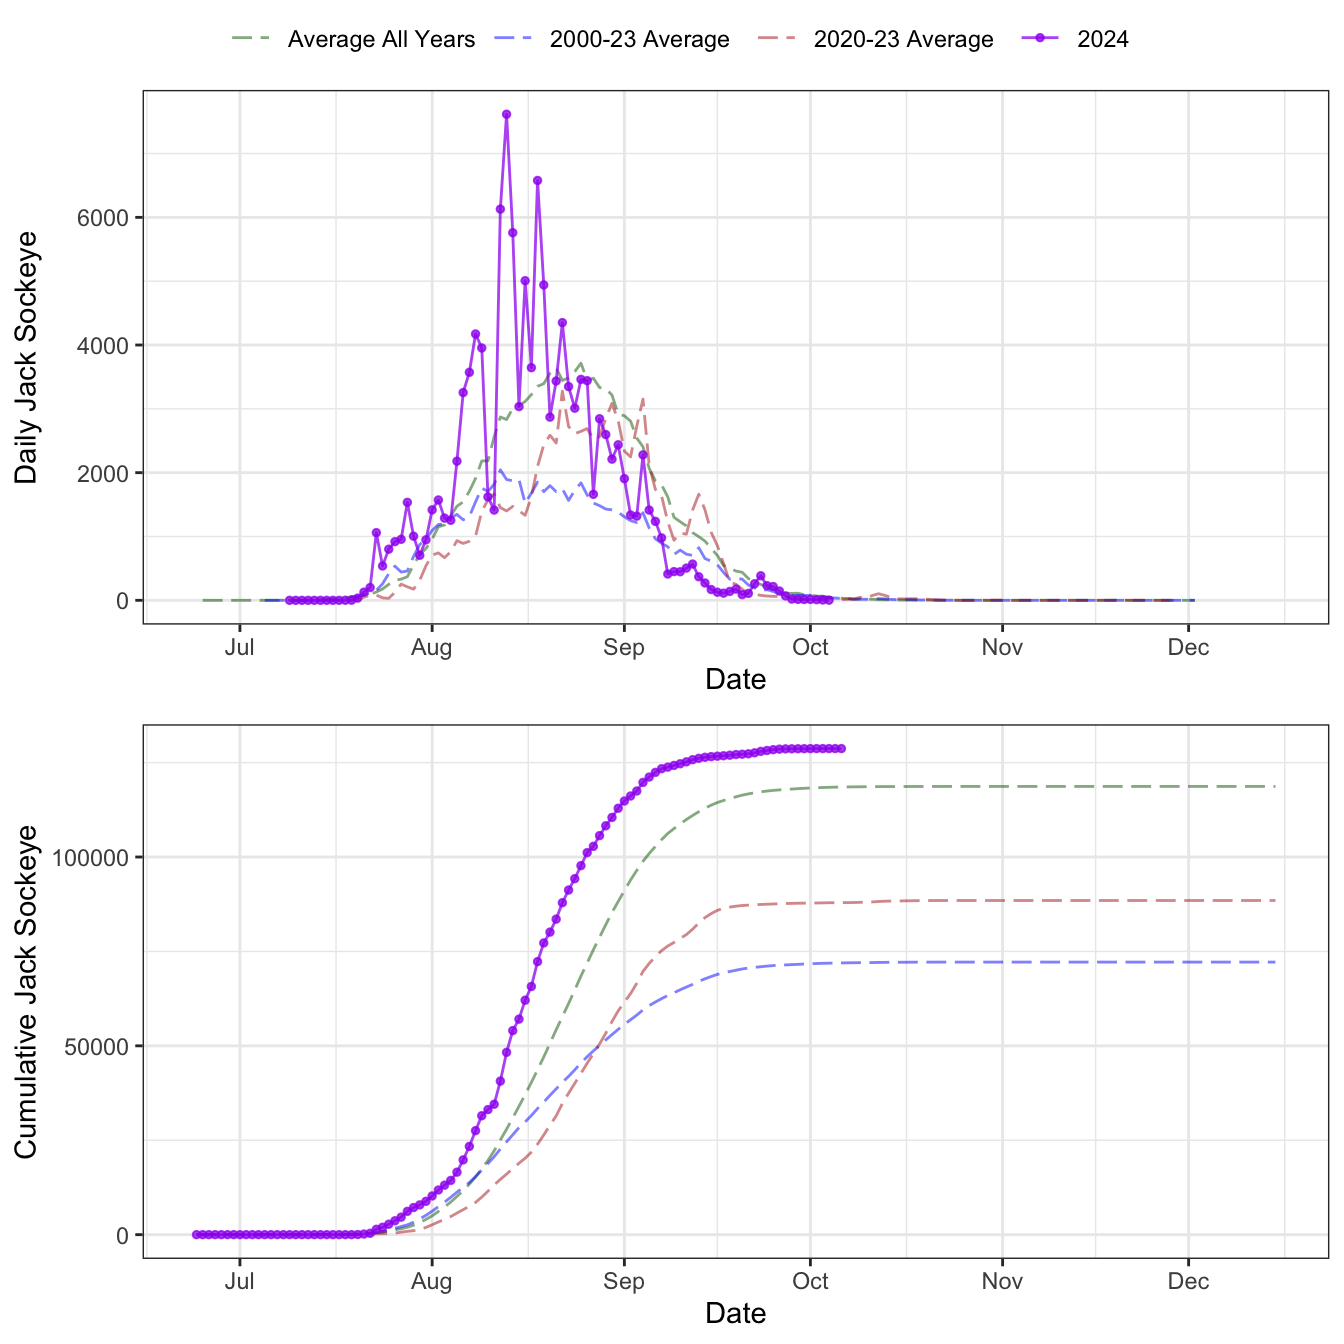 Average All Years 2000-23 Average 2020-23 Average 2024
Daily Jack Sockeye
6000
4000
2000
0
Jul Aug Sep Oct Nov Dec
Date
Cumulative Jack Sockeye
100000
50000
0
Jul Aug Sep Oct Nov Dec
Date